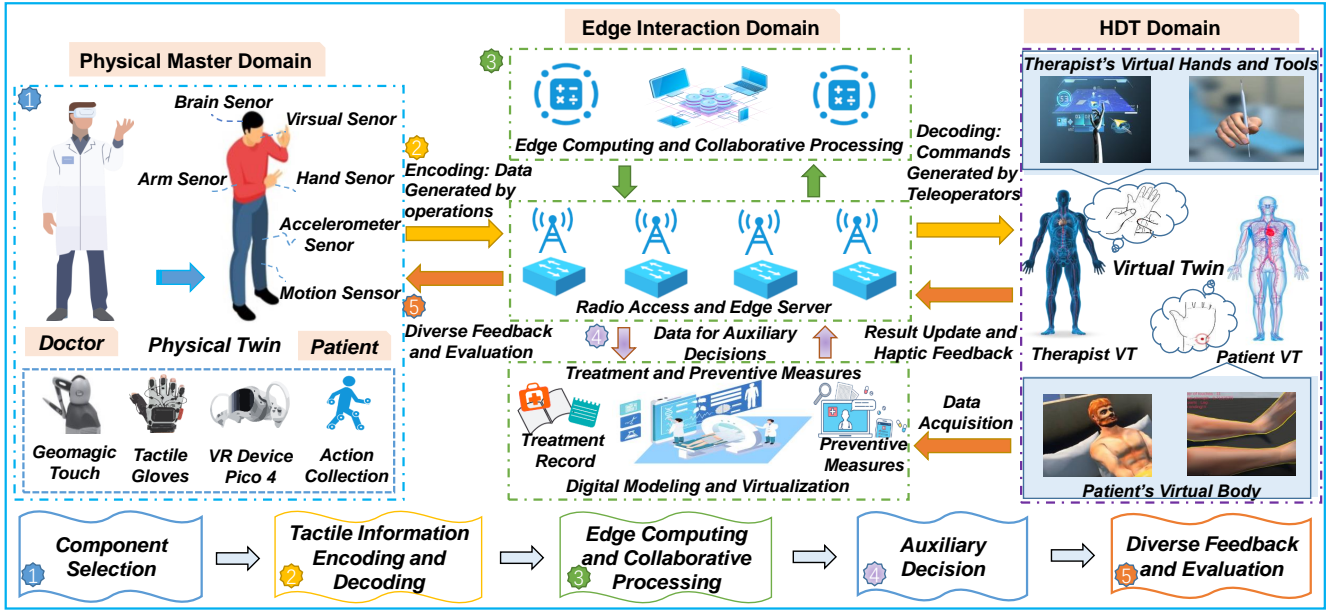 Physical Master Domain
1
Brain Senor
Virsual Senor
Arm Senor
Hand Senor
Accelerometer
Senor
Motion Sensor
Doctor
Physical Twin
Patient
Geomagic
Touch
Tactile
Gloves
VR Device
Pico 4
Action
Collection
2
Encoding: Data
Generated by
operations
5
Diverse Feedback
and Evaluation
Edge Interaction Domain
3
Edge Computing and Collaborative Processing
Radio Access and Edge Server
4
Data for Auxiliary
Decisions
Treatment and Preventive Measures
Treatment
Record
Preventive
Measures
Digital Modeling and Virtualization
Decoding:
Commands
Generated by
Teleoperators
Result Update and
Haptic Feedback
Data
Acquisition
HDT Domain
Therapist's Virtual Hands and Tools
Virtual Twin
Therapist VT
Patient VT
Patient's Virtual Body
1
Component
Selection
2
Tactile Information
Encoding and
Decoding
3
Edge Computing
and Collaborative
Processing
4
Auxiliary
Decision
5
Diverse Feedback
and Evaluation